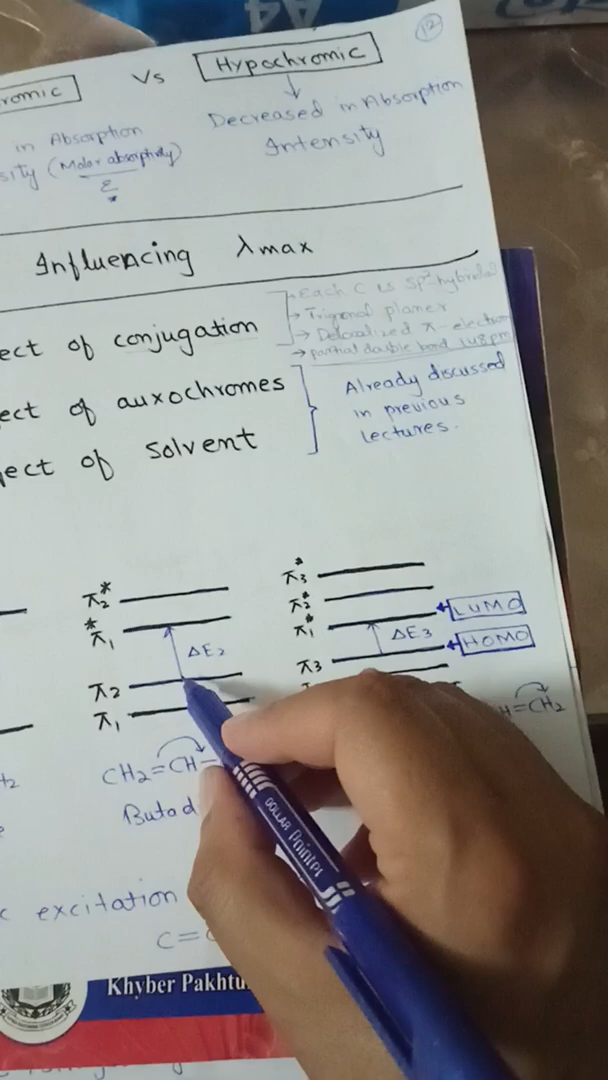 12
romic Vs Hypochromic
in Absorption
sity (Molar absorptivity)
ε
Decreased in Absorption
Intensity
Influencing λmax
ect of conjugation
→ Each C is sp² hybrid
→ Trigonal planer
→ Delocalized π-electron
→ partial double bond 148pm
ect of auxochromes
ect of solvent
Already discussed
in previous
lectures.
π₂*
π₁*
ΔE₂
π₂
π₁
CH₂=CH
Butad
π₃*
π₂*
π₁*
LUMO
ΔE₃
HOMO
π₃
H=CH₂
c excitation
C=
DOLLAR Pointer
Khyber Pakhtu